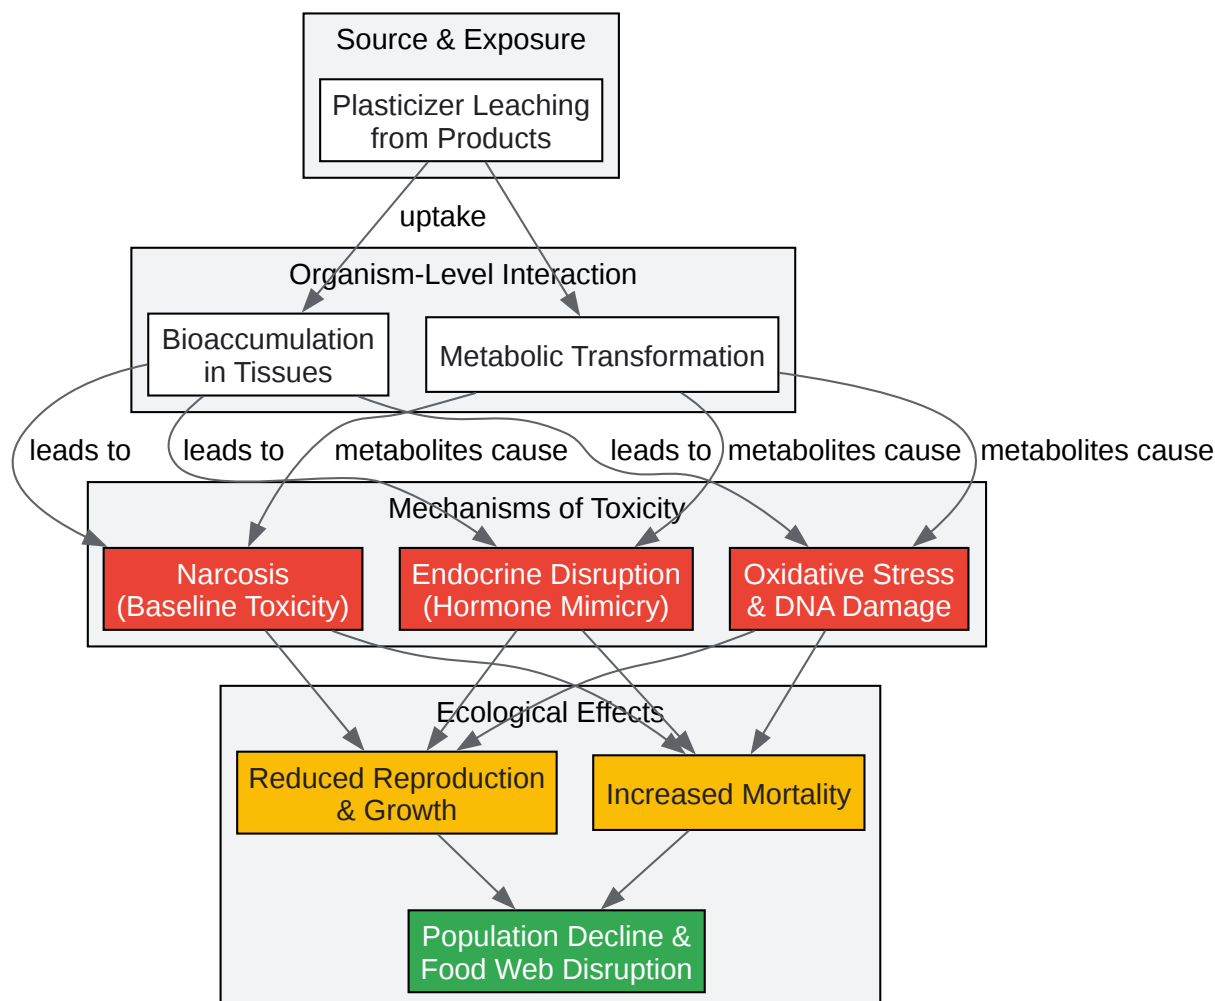 Source & Exposure
Plasticizer Leaching
from Products
uptake
Organism-Level Interaction
Bioaccumulation
in Tissues
Metabolic Transformation
leads to
leads to
metabolites cause
leads to
metabolites cause
metabolites cause
Mechanisms of Toxicity
Narcosis
(Baseline Toxicity)
Endocrine Disruption
(Hormone Mimicry)
Oxidative Stress
& DNA Damage
Ecological Effects
Reduced Reproduction
& Growth
Increased Mortality
Population Decline &
Food Web Disruption